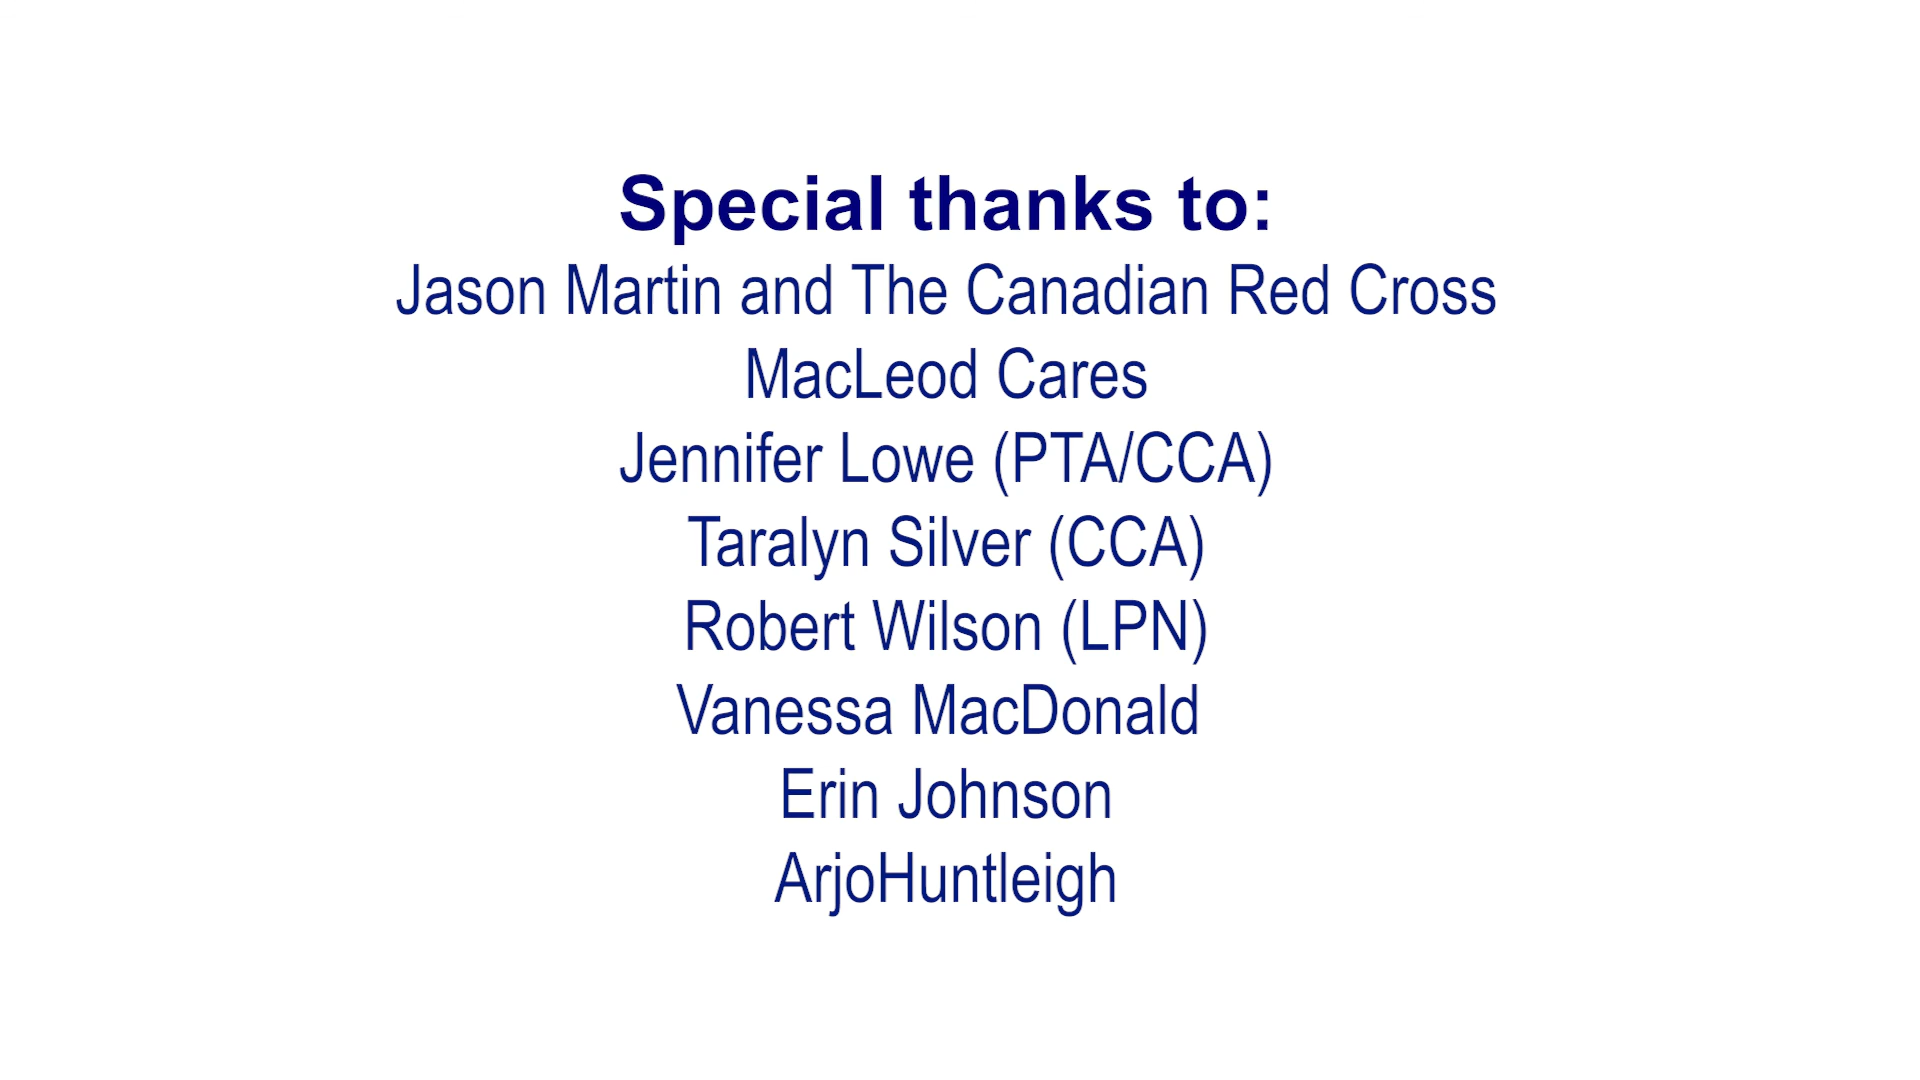 Special thanks to:
Jason Martin and The Canadian Red Cross
MacLeod Cares
Jennifer Lowe (PTA/CCA)
Taralyn Silver (CCA)
Robert Wilson (LPN)
Vanessa MacDonald
Erin Johnson
ArjoHuntleigh